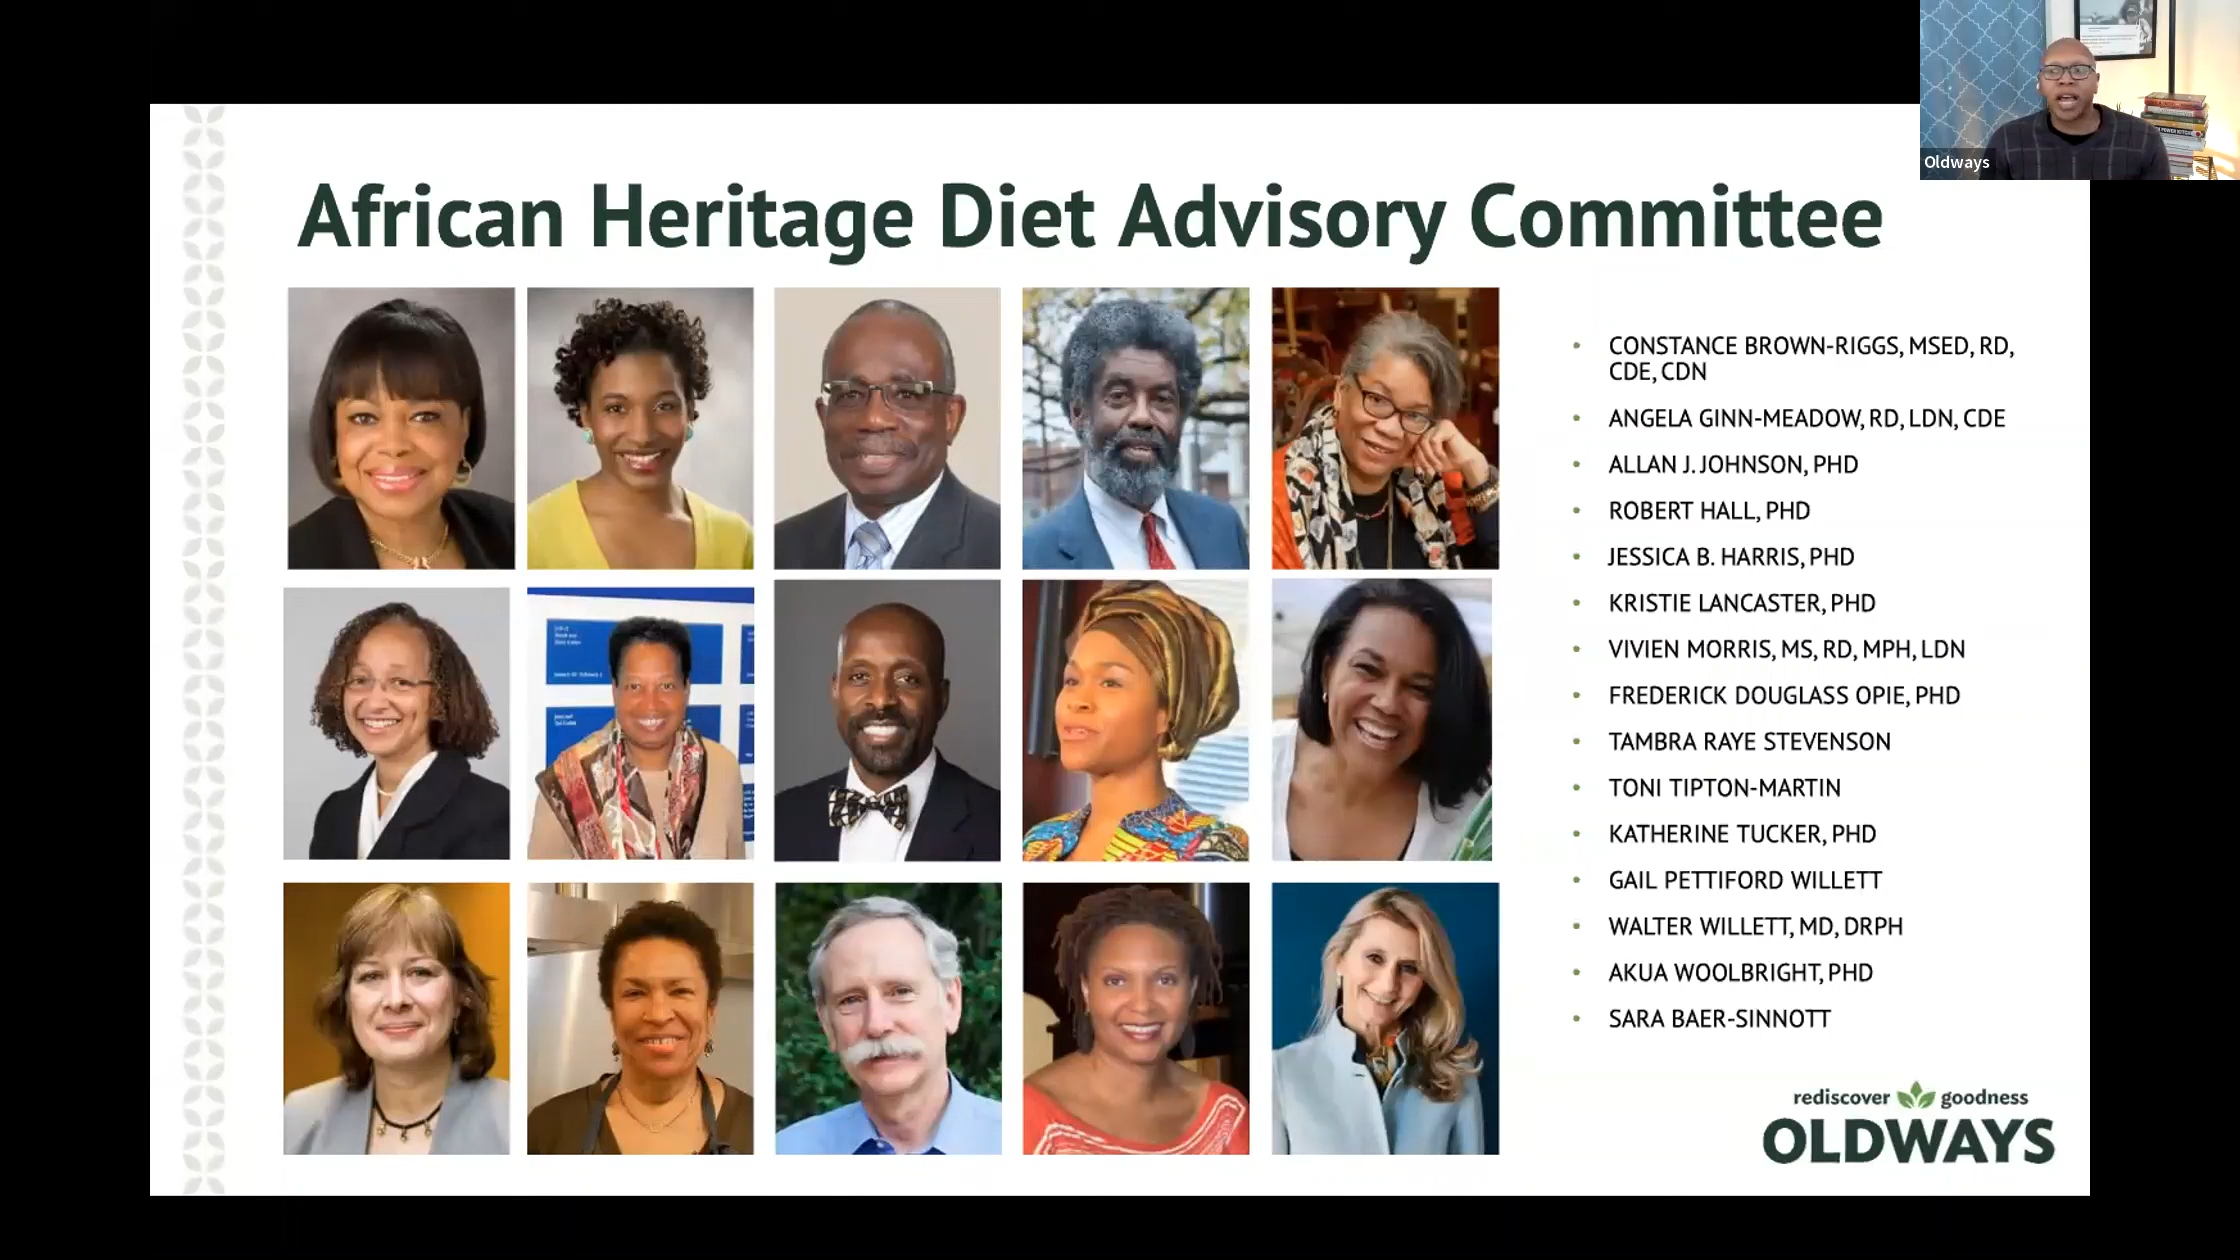 Oldways
African Heritage Diet Advisory Committee
• CONSTANCE BROWN-RIGGS, MSED, RD,
CDE, CDN
• ANGELA GINN-MEADOW, RD, LDN, CDE
• ALLAN J. JOHNSON, PHD
• ROBERT HALL, PHD
• JESSICA B. HARRIS, PHD
• KRISTIE LANCASTER, PHD
• VIVIEN MORRIS, MS, RD, MPH, LDN
• FREDERICK DOUGLASS OPIE, PHD
• TAMBRA RAYE STEVENSON
• TONI TIPTON-MARTIN
• KATHERINE TUCKER, PHD
• GAIL PETTIFORD WILLETT
• WALTER WILLETT, MD, DRPH
• AKUA WOOLBRIGHT, PHD
• SARA BAER-SINNOTT
rediscover goodness
OLDWAYS